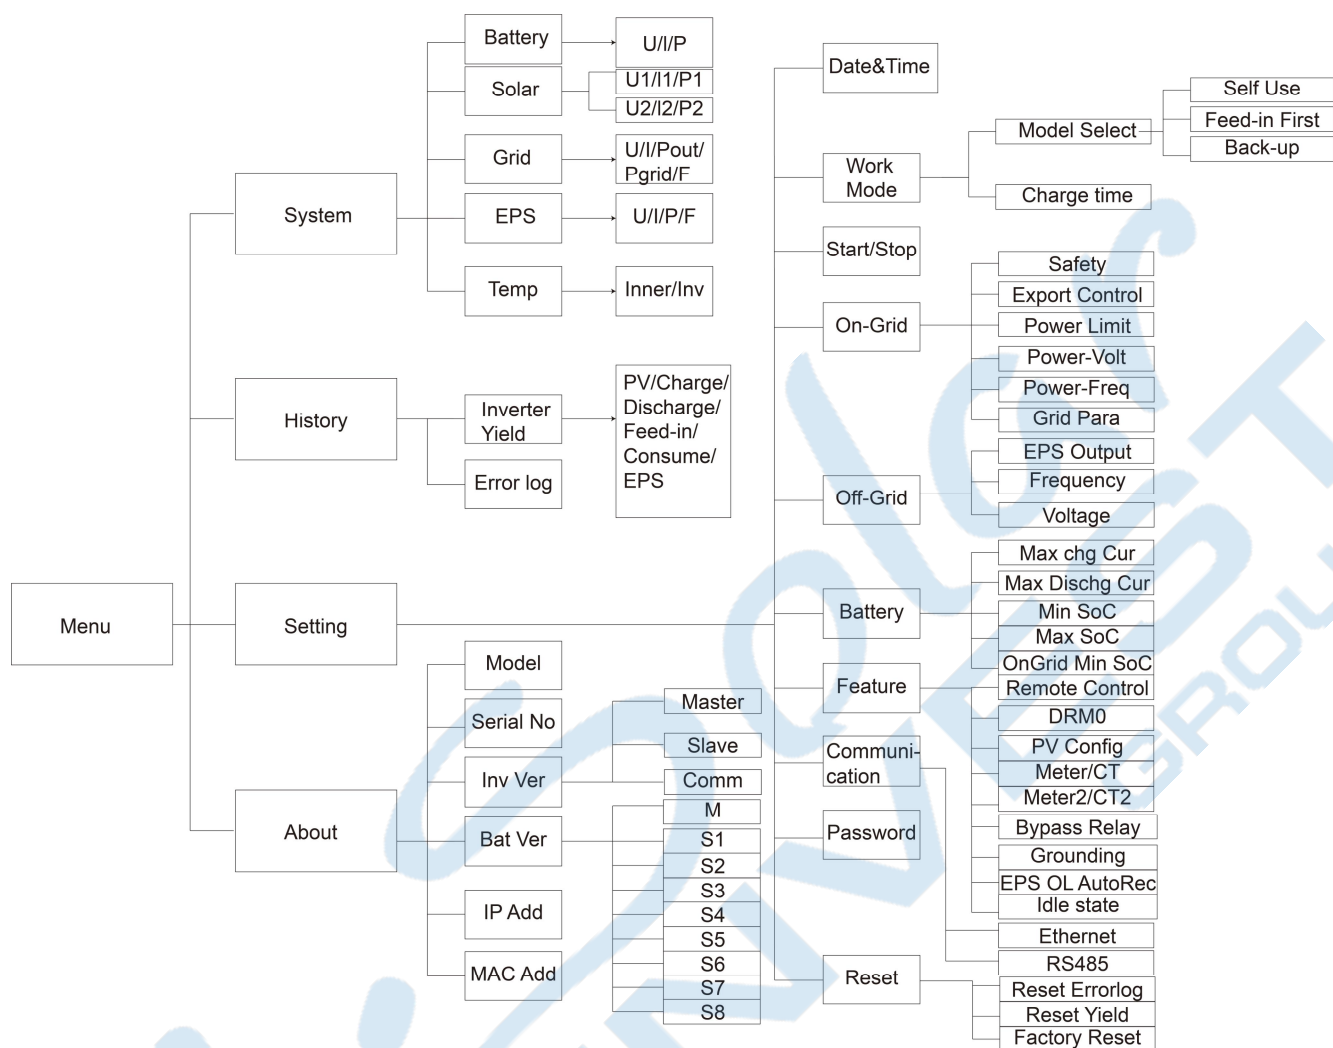 Menu
System
Battery
U/I/P
Solar
U1/I1/P1
U2/I2/P2
Grid
U/I/Pout/
Pgrid/F
EPS
U/I/P/F
Temp
Inner/Inv
History
Inverter
Yield
PV/Charge/
Discharge/
Feed-in/
Consume/
EPS
Error log
Setting
Date&Time
Work
Mode
Model Select
Self Use
Feed-in First
Back-up
Charge time
Start/Stop
On-Grid
Safety
Export Control
Power Limit
Power-Volt
Power-Freq
Grid Para
Off-Grid
EPS Output
Frequency
Voltage
Battery
Max chg Cur
Max Dischg Cur
Min SoC
Max SoC
OnGrid Min SoC
Feature
Remote Control
DRM0
PV Config
Meter/CT
Meter2/CT2
Bypass Relay
Grounding
EPS OL AutoRec
Idle state
Communi-
cation
Ethernet
RS485
Password
Reset
Reset Errorlog
Reset Yield
Factory Reset
About
Model
Serial No
Inv Ver
Master
Slave
Comm
Bat Ver
M
S1
S2
S3
S4
S5
S6
S7
S8
IP Add
MAC Add
Solar
INVEST
GROU